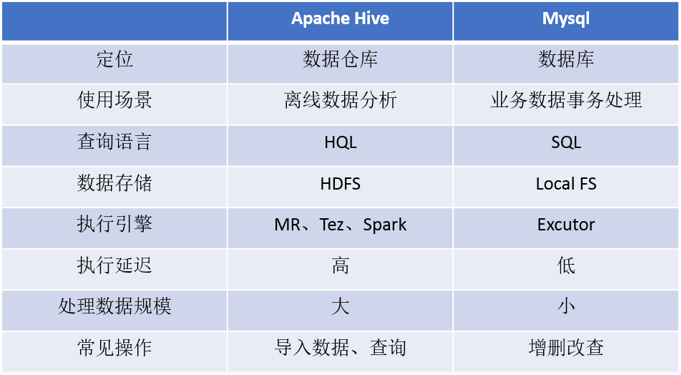 Apache Hive Mysql
定位 数据仓库 数据库
使用场景 离线数据分析 业务数据事务处理
查询语言 HQL SQL
数据存储 HDFS Local FS
执行引擎 MR、Tez、Spark Excutor
执行延迟 高 低
处理数据规模 大 小
常见操作 导入数据、查询 增删改查